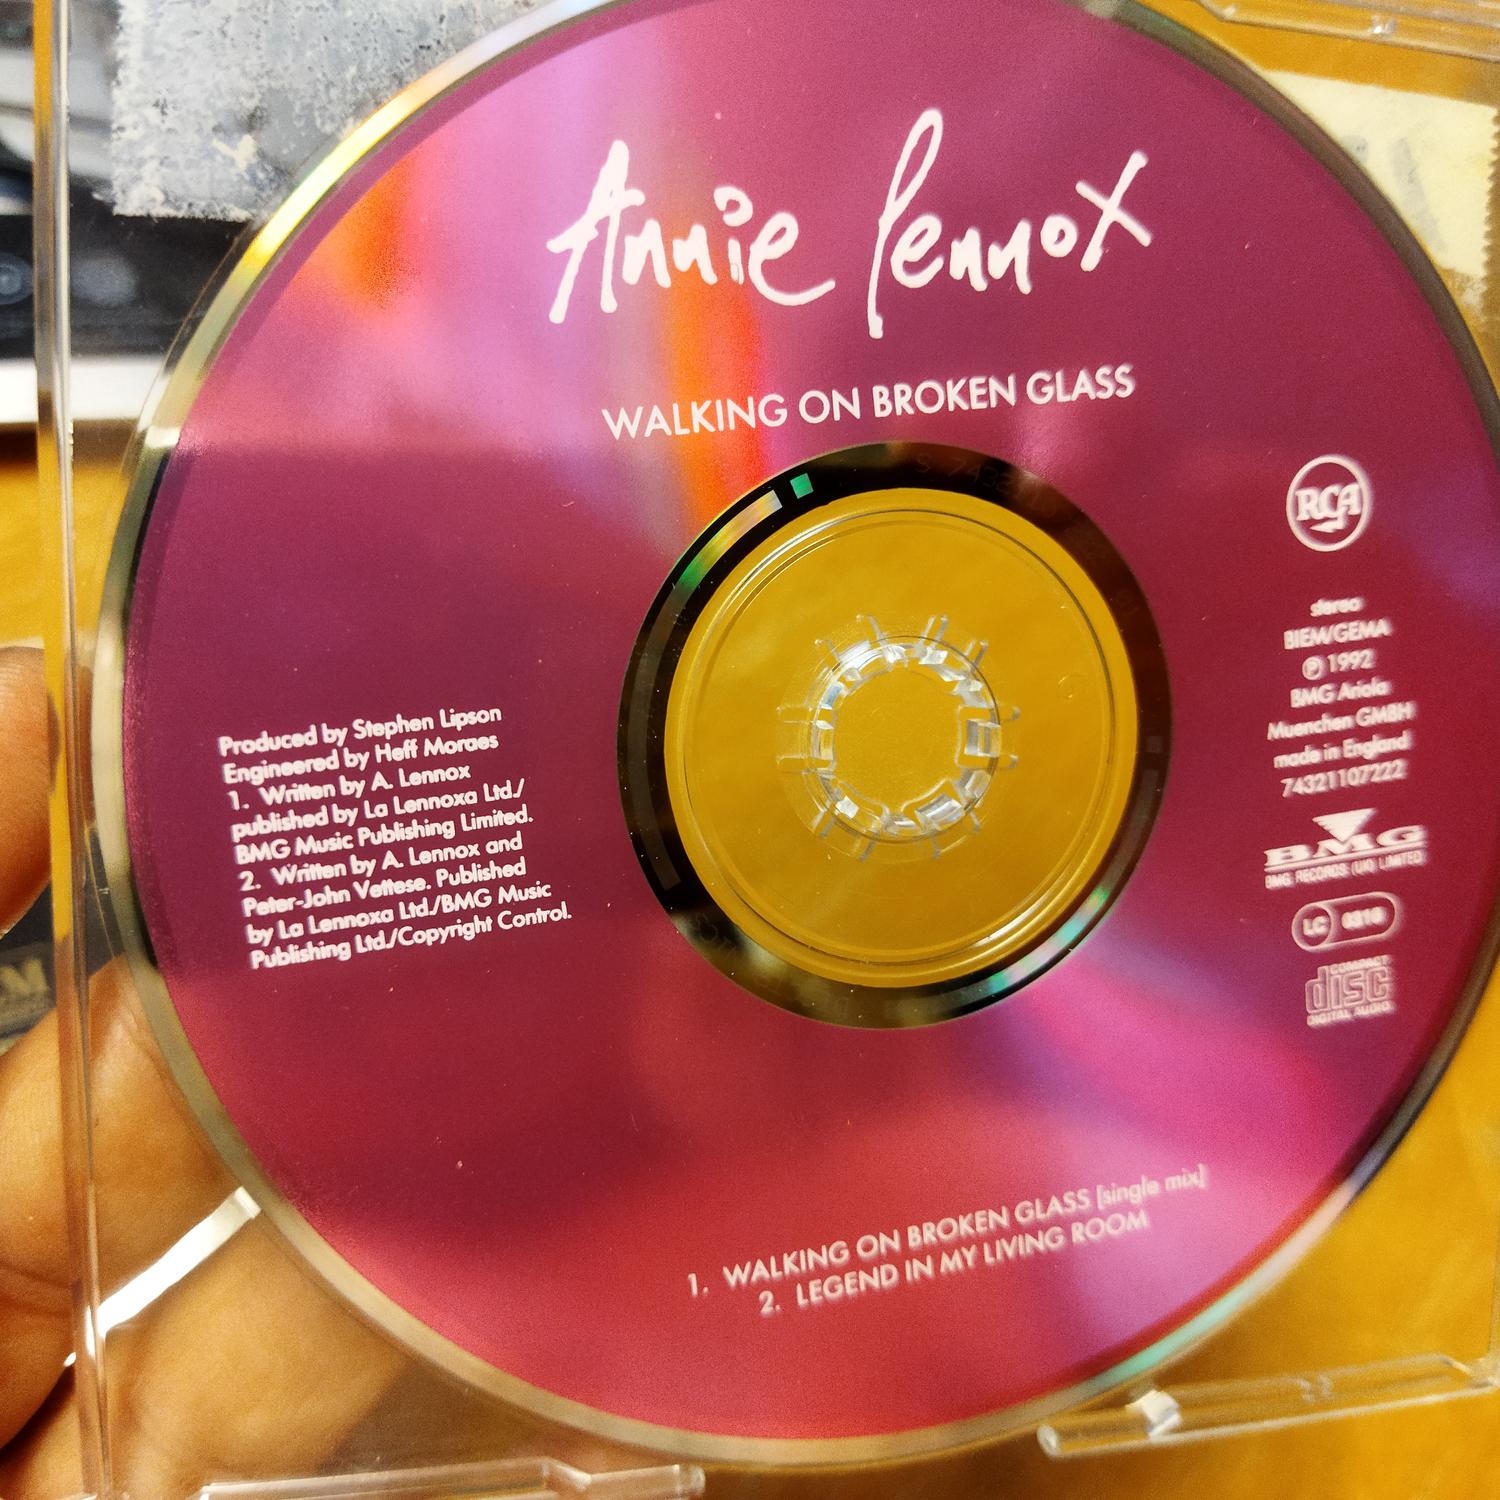 Annie Lennox
WALKING ON BROKEN GLASS
RCA
stereo
BIEM/GEMA
℗ 1992
BMG Ariola
Muenchen GMBH
made in England
74321107222
BMG
BMG RECORDS (UK) LIMITED
LC 0316
COMPACT
disc
DIGITAL AUDIO
Produced by Stephen Lipson
Engineered by Heff Moraes
1. Written by A. Lennox
published by La Lennoxa Ltd./
BMG Music Publishing Limited.
2. Written by A. Lennox and
Peter-John Vettese. Published
by La Lennoxa Ltd./BMG Music
Publishing Ltd./Copyright Control.
1. WALKING ON BROKEN GLASS [single mix]
2. LEGEND IN MY LIVING ROOM